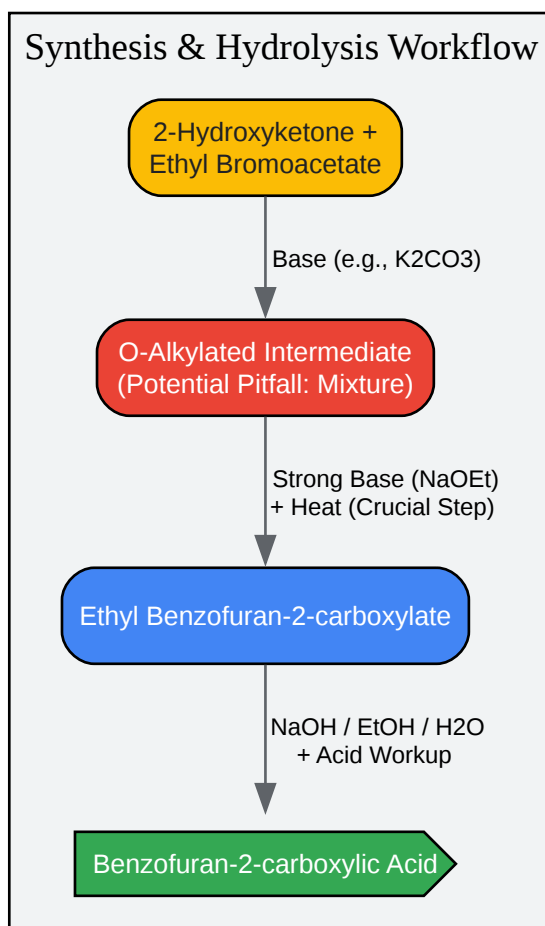 Synthesis & Hydrolysis Workflow
2-Hydroxyketone +
Ethyl Bromoacetate
Base (e.g., K2CO3)
O-Alkylated Intermediate
(Potential Pitfall: Mixture)
Strong Base (NaOEt)
+ Heat (Crucial Step)
Ethyl Benzofuran-2-carboxylate
NaOH / EtOH / H2O
+ Acid Workup
Benzofuran-2-carboxylic Acid